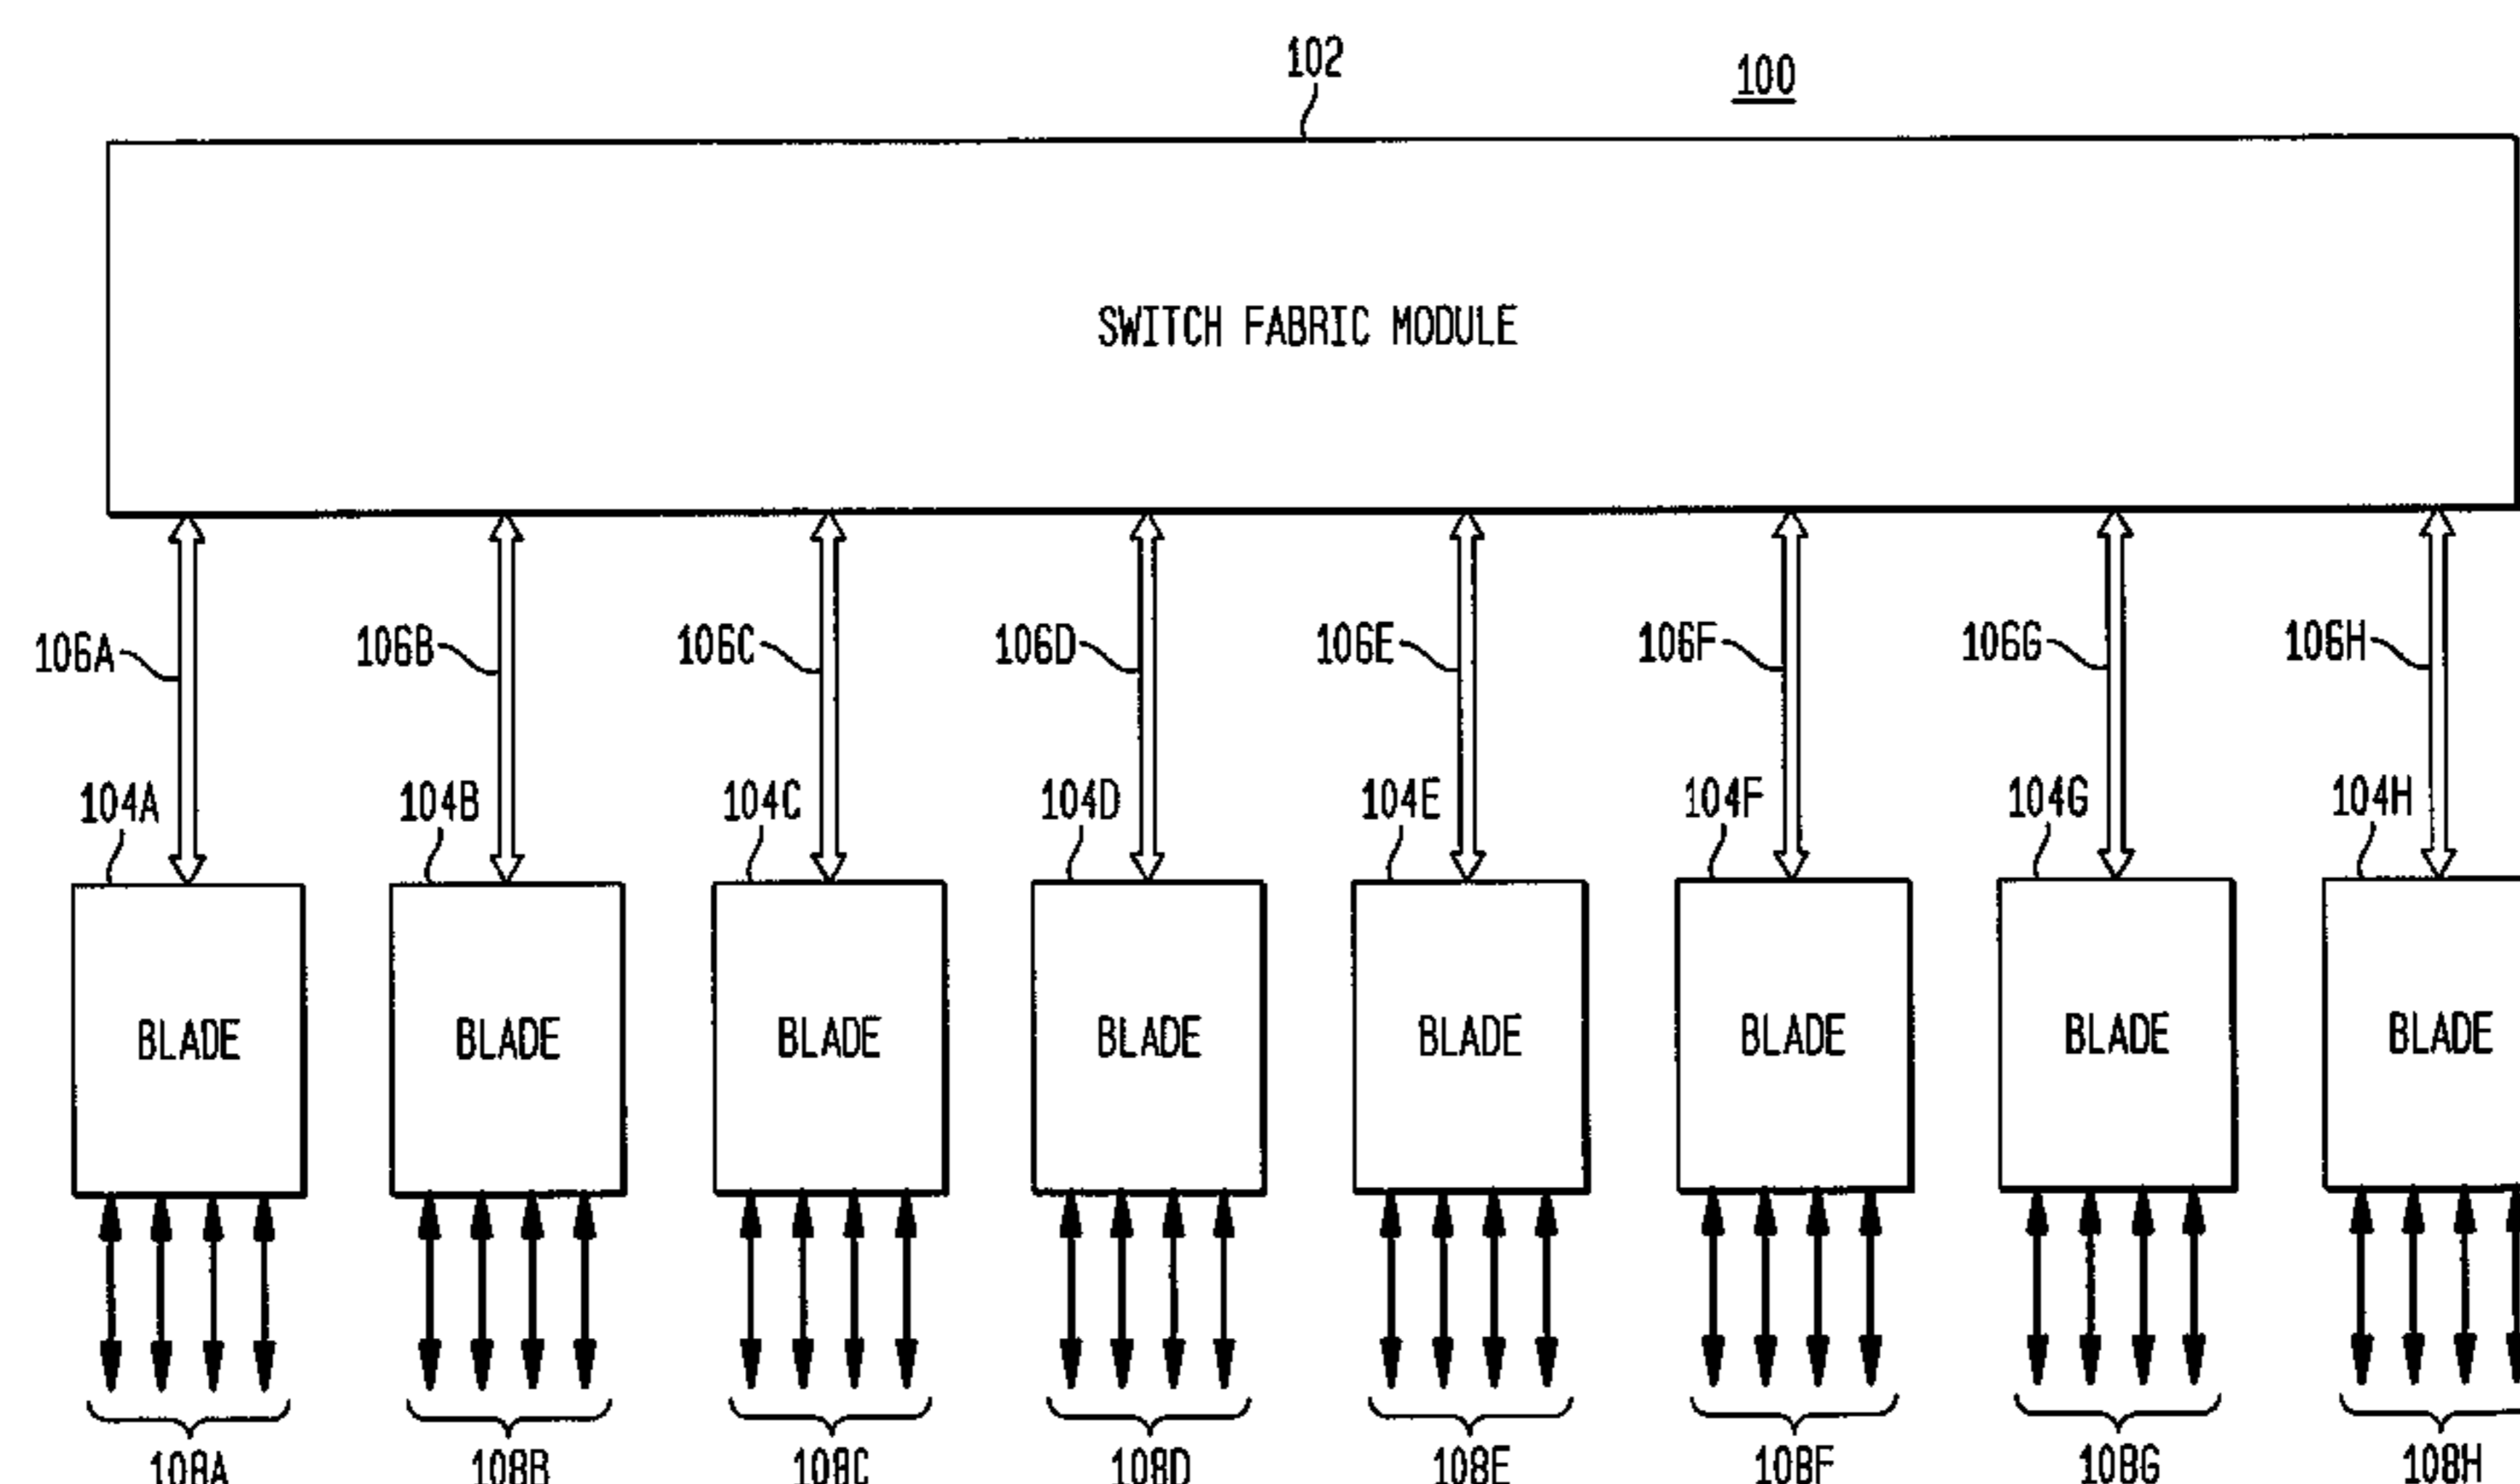 102
100
SWITCH FABRIC MODULE
106A 106B 106C 106D 106E 106F 106G 106H
104A 104B 104C 104D 104E 104F 104G 104H
BLADE BLADE BLADE BLADE BLADE BLADE BLADE BLADE
108A 108B 108C 108D 108E 108F 108G 108H